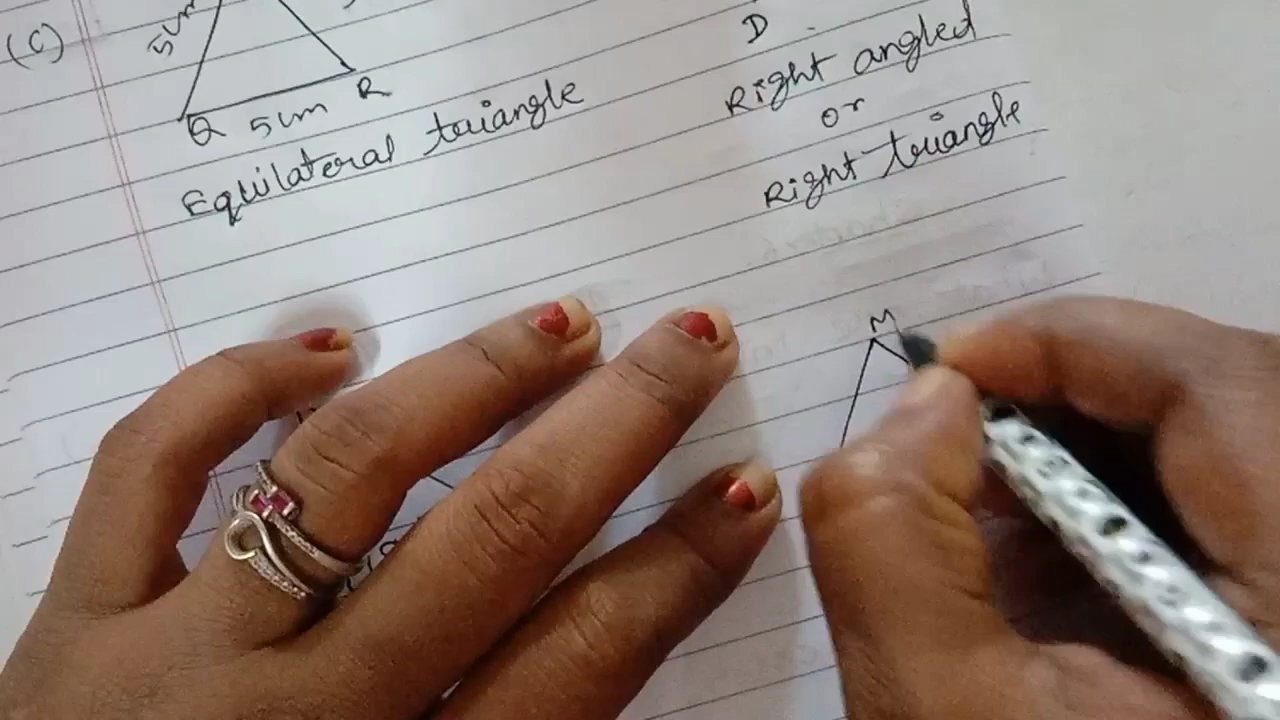 (C)
5cm
Q 5cm R
Equilateral triangle
D
Right angled
or
Right triangle
M